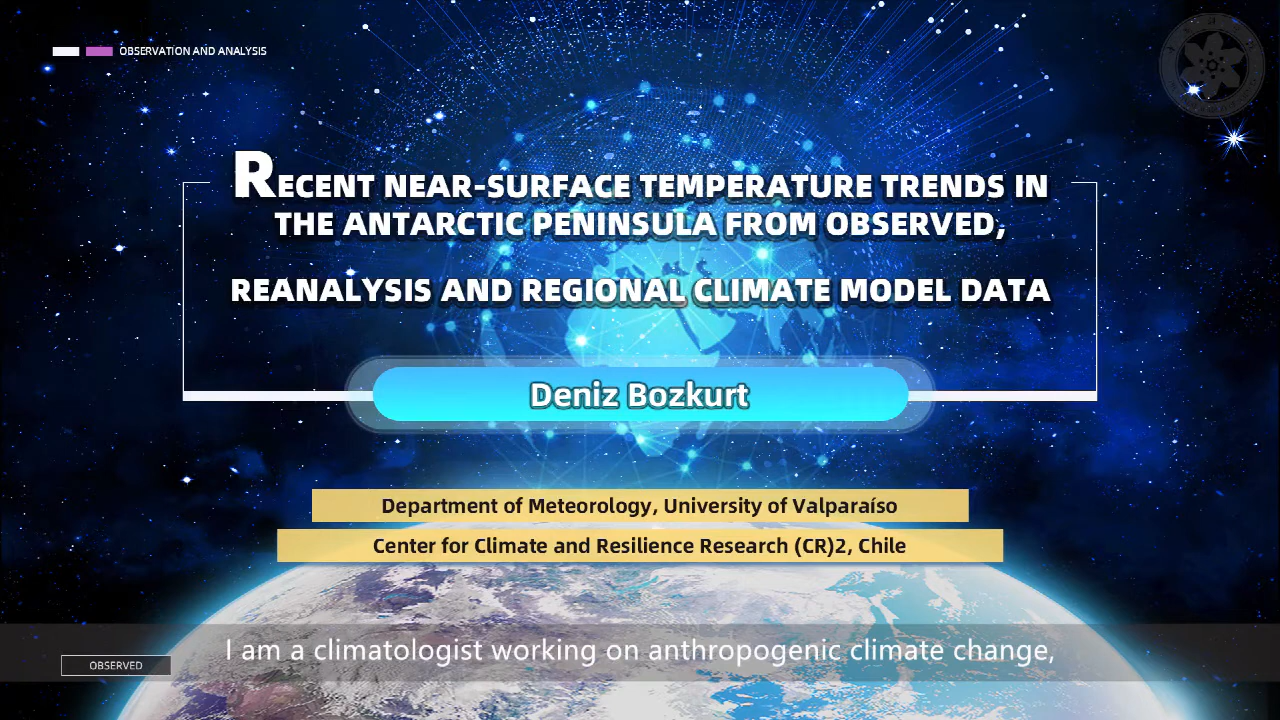 OBSERVATION AND ANALYSIS
RECENT NEAR-SURFACE TEMPERATURE TRENDS IN
THE ANTARCTIC PENINSULA FROM OBSERVED,
REANALYSIS AND REGIONAL CLIMATE MODEL DATA
Deniz Bozkurt
Department of Meteorology, University of Valparaíso
Center for Climate and Resilience Research (CR)2, Chile
I am a climatologist working on anthropogenic climate change,
OBSERVED